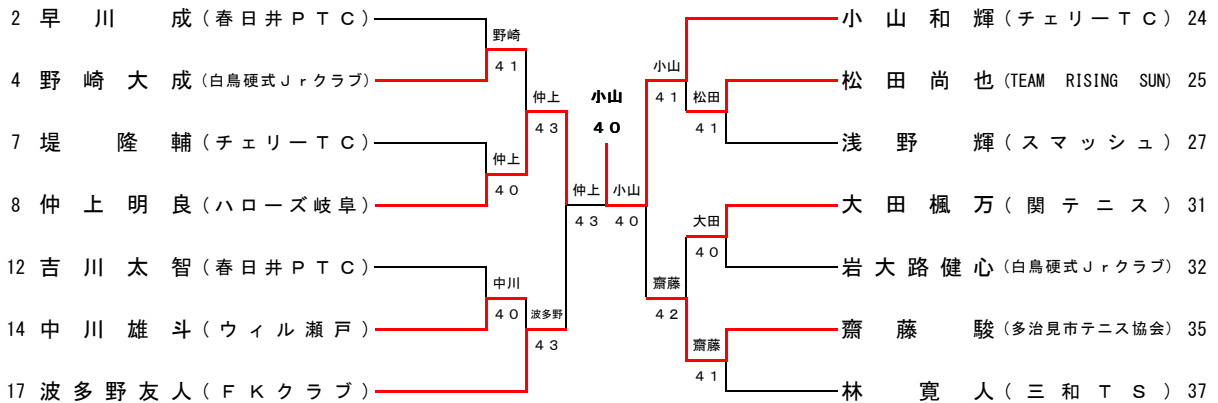 2 早川 成 (春日井PTC)
4 野崎大成 (白鳥硬式Jrクラブ)
7 堤 隆輔 (チェリーTC)
8 仲上明良 (ハローズ岐阜)
12 吉川太智 (春日井PTC)
14 中川雄斗 (ウィル瀬戸)
17 波多野友人 (FKクラブ)
野崎
41
仲上
40
中川
40
仲上
43
波多野
43
仲上
43
小山
40
小山
40
小山
41
齋藤
42
松田
41
大田
40
齋藤
41
小山和輝 (チェリーTC) 24
松田尚也 (TEAM RISING SUN) 25
浅野 輝 (スマッシュ) 27
大田楓万 (関テニス) 31
岩大路健心 (白鳥硬式Jrクラブ) 32
齋藤 駿 (多治見市テニス協会) 35
林 寛人 (三和TS) 37